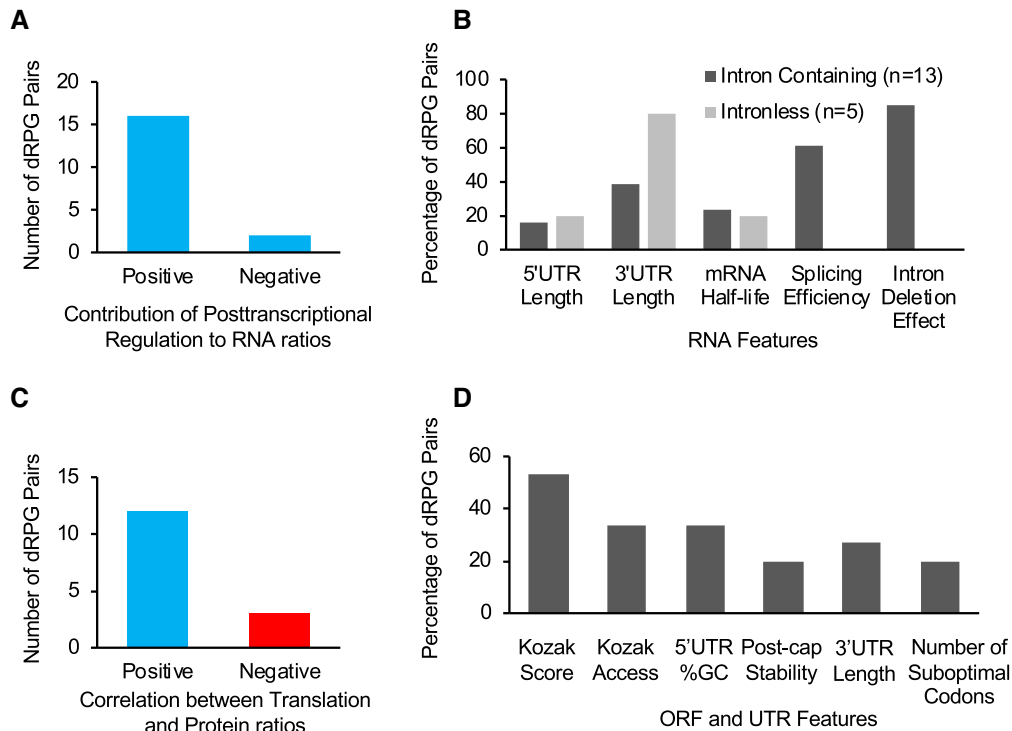 A
Number of dRPG Pairs
20
15
10
5
0
Positive
Negative
Contribution of Posttranscriptional
Regulation to RNA ratios
B
Percentage of dRPG Pairs
100
80
60
40
20
0
Intron Containing (n=13)
Intronless (n=5)
5'UTR
Length
3'UTR
Length
mRNA
Half-life
Splicing
Efficiency
Intron
Deletion
Effect
RNA Features
C
Number of dRPG Pairs
15
10
5
0
Positive
Negative
Correlation between Translation
and Protein ratios
D
Percentage of dRPG Pairs
60
40
20
0
Kozak
Score
Kozak
Access
5’UTR
%GC
Post-cap
Stability
3’UTR
Length
Number of
Suboptimal
Codons
ORF and UTR Features